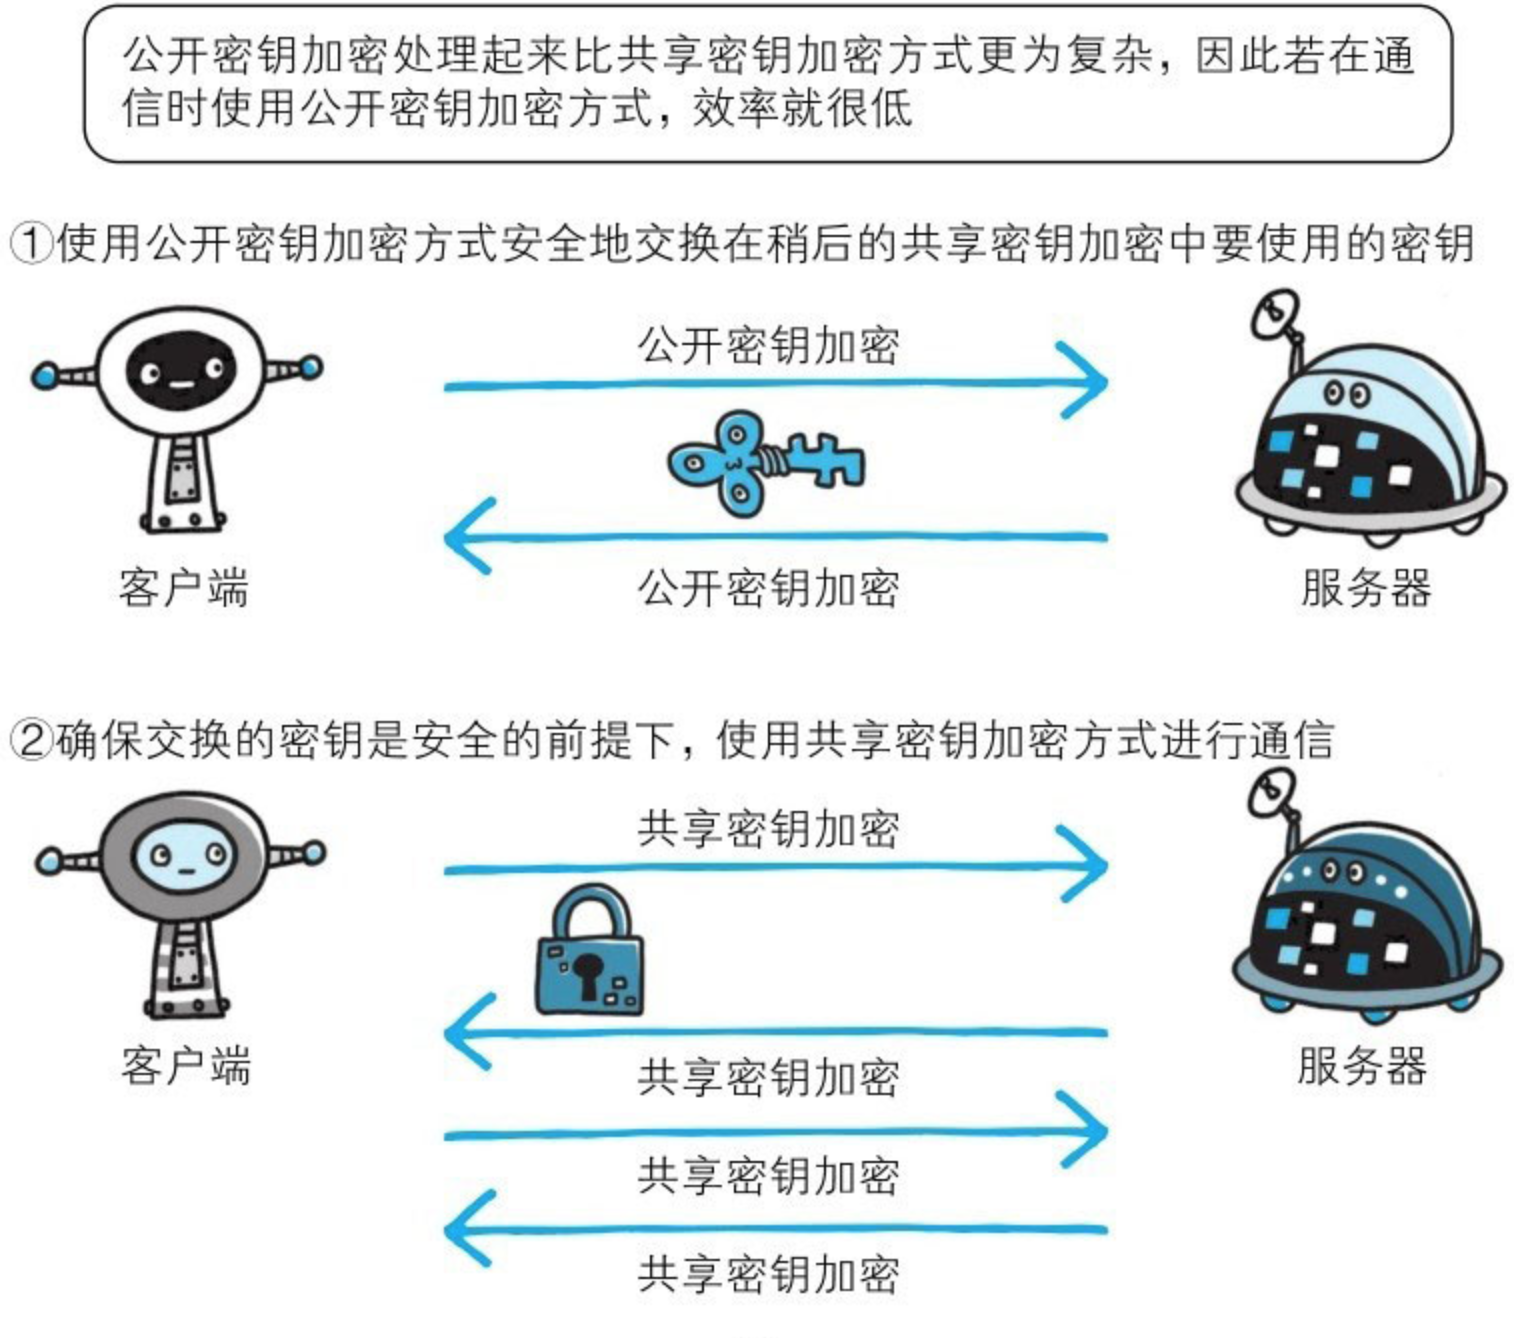 公开密钥加密处理起来比共享密钥加密方式更为复杂，因此若在通
信时使用公开密钥加密方式，效率就很低
①使用公开密钥加密方式安全地交换在稍后的共享密钥加密中要使用的密钥
公开密钥加密
客户端
公开密钥加密
服务器
②确保交换的密钥是安全的前提下，使用共享密钥加密方式进行通信
共享密钥加密
客户端
服务器
共享密钥加密
共享密钥加密
共享密钥加密